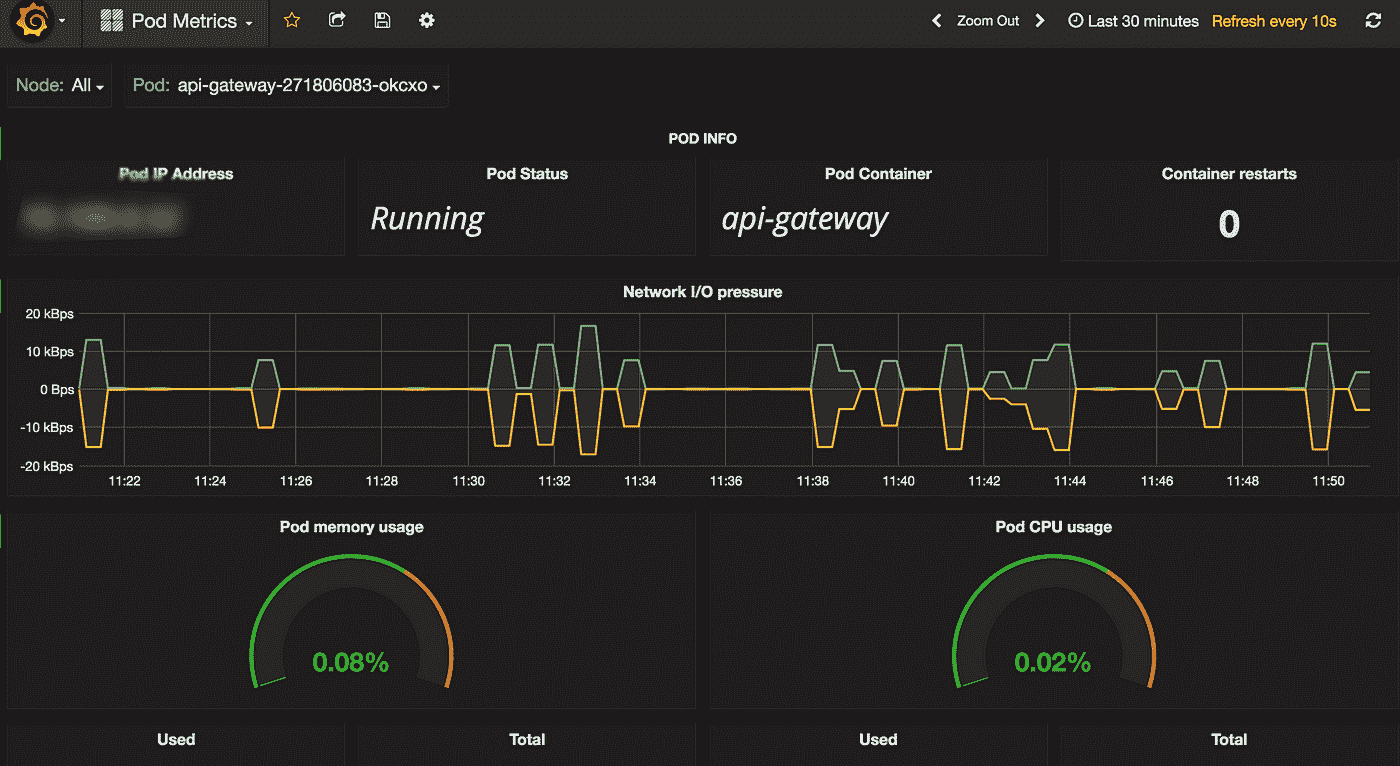 Pod Metrics
Zoom Out
Last 30 minutes
Refresh every 10s
Node: All
Pod: api-gateway-271806083-okcxo
POD INFO
Pod IP Address
Pod Status
Pod Container
Container restarts
Running
api-gateway
0
Network I/O pressure
20 kBps
10 kBps
0 Bps
-10 kBps
-20 kBps
11:22
11:24
11:26
11:28
11:30
11:32
11:34
11:36
11:38
11:40
11:42
11:44
11:46
11:48
11:50
Pod memory usage
Pod CPU usage
0.08%
0.02%
Used
Total
Used
Total